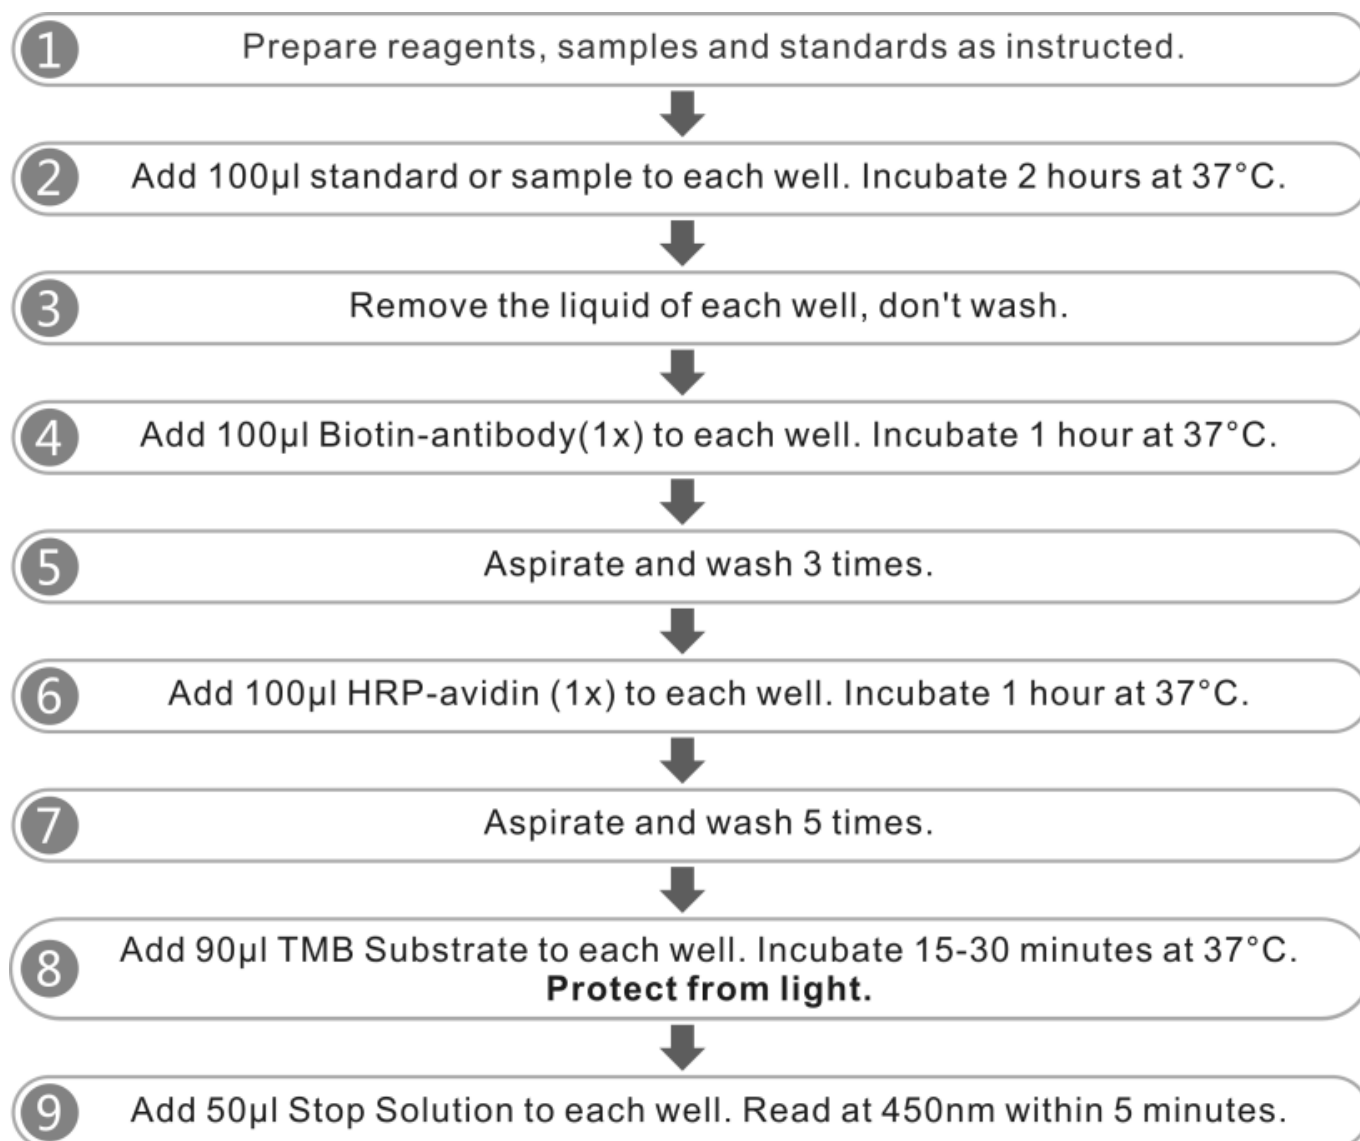 1 Prepare reagents, samples and standards as instructed.
2 Add 100µl standard or sample to each well. Incubate 2 hours at 37°C.
3 Remove the liquid of each well, don't wash.
4 Add 100µl Biotin-antibody(1x) to each well. Incubate 1 hour at 37°C.
5 Aspirate and wash 3 times.
6 Add 100µl HRP-avidin (1x) to each well. Incubate 1 hour at 37°C.
7 Aspirate and wash 5 times.
8 Add 90µl TMB Substrate to each well. Incubate 15-30 minutes at 37°C.
Protect from light.
9 Add 50µl Stop Solution to each well. Read at 450nm within 5 minutes.